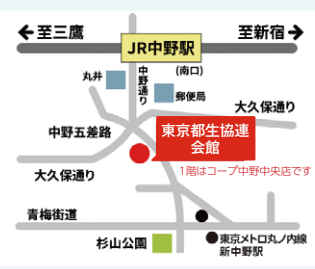 ←至三鷹
至新宿→
JR中野駅
(南口)
丸井
中野通り
郵便局
大久保通り
中野五差路
東京都生協連
会館
1階はコープ中野中央店です
大久保通り
青梅街道
杉山公園
東京メトロ丸ノ内線
新中野駅